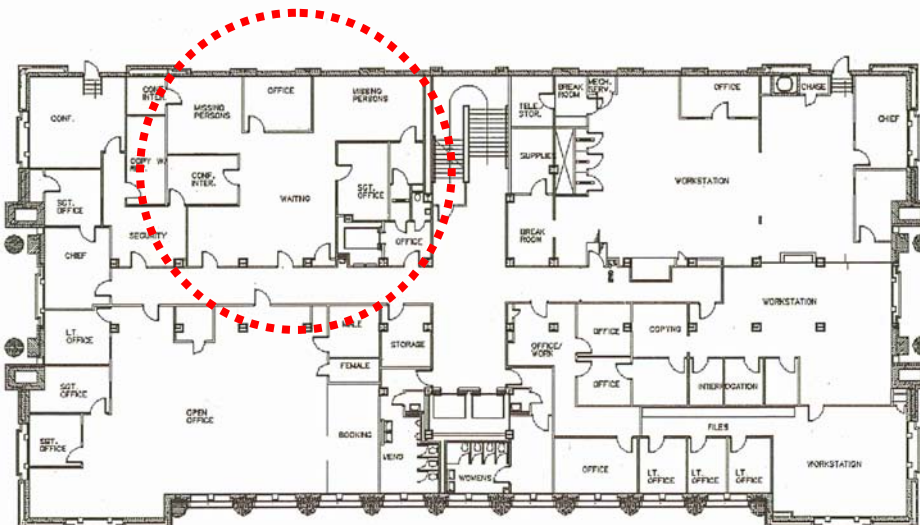 CONF.
CONF.
INTER.
MISSING
PERSONS
OFFICE
MISSING
PERSONS
TELE
STOR.
BREAK
ROOM
MECH.
SERV.
OFFICE
CHASE
CHIEF
COPY W/
CONF.
INTER.
SGT.
OFFICE
SUPPLIES
WORKSTATION
SGT.
OFFICE
WAITING
SECURITY
OFFICE
BREAK
ROOM
CHIEF
WORKSTATION
LT.
OFFICE
MALE
STORAGE
OFFICE/
WORK
OFFICE
COPYING
FEMALE
SGT.
OFFICE
OFFICE
INTERROGATION
OPEN
OFFICE
BOOKING
FILES
SGT.
OFFICE
MENS
WOMENS
OFFICE
LT.
OFFICE
LT.
OFFICE
LT.
OFFICE
WORKSTATION